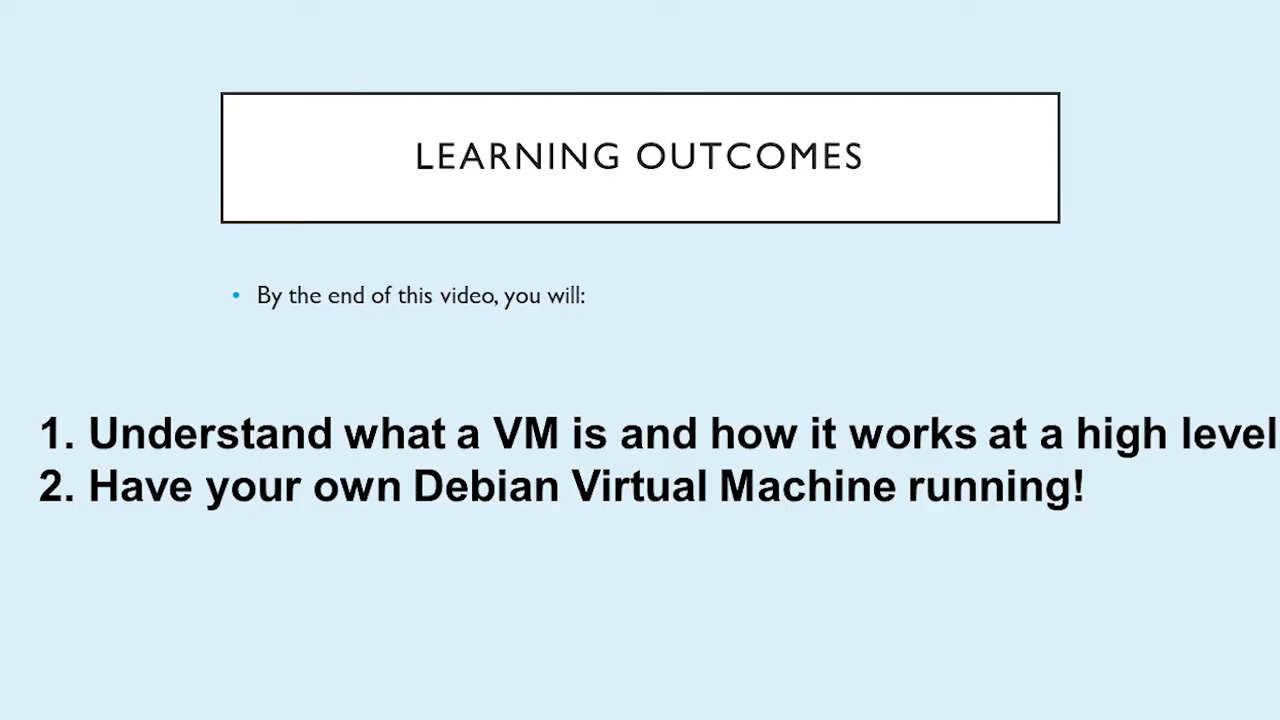 LEARNING OUTCOMES
• By the end of this video, you will:
1. Understand what a VM is and how it works at a high level
2. Have your own Debian Virtual Machine running!